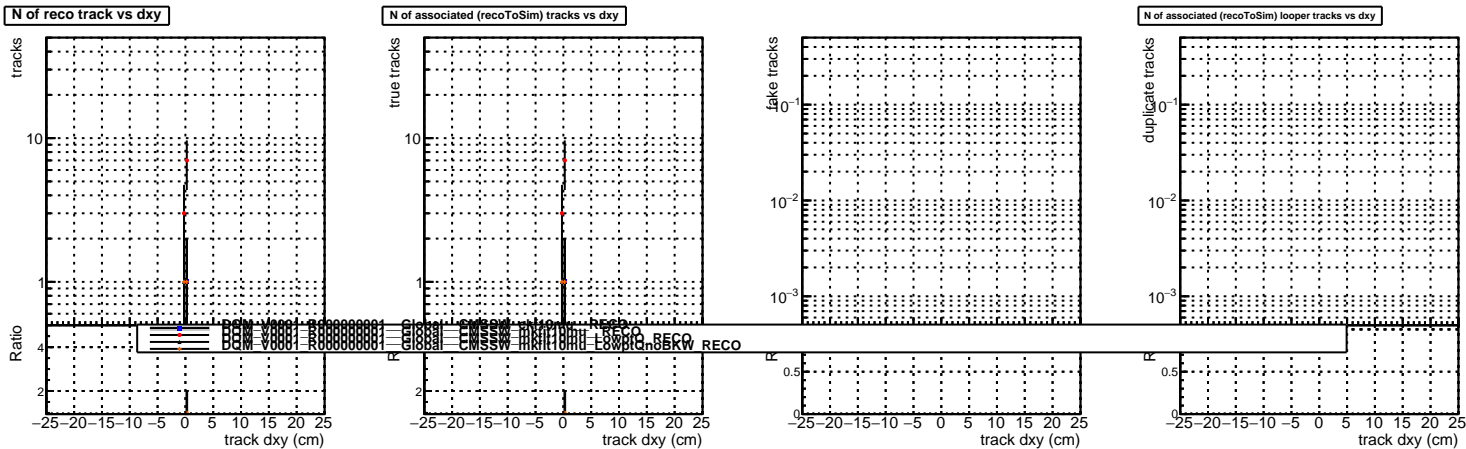 N of reco track vs dxy
N of associated (recoToSim) tracks vs dxy
N of associated (recoToSim) looper tracks vs dxy
tracks
10
1
Ratio
4
2
−25−20−15−10−5 0 5 10 15 20 25
track dxy (cm)
true tracks
10
1
−25−20−15−10−5 0 5 10 15 20 25
track dxy (cm)
fake tracks
10−1
10−2
10−3
0.5
0
−25−20−15−10−5 0 5 10 15 20 25
track dxy (cm)
duplicate tracks
10−1
10−2
10−3
0.5
0
−25−20−15−10−5 0 5 10 15 20 25
track dxy (cm)
DQM_V0001_R000000001__Global__CMSSW_mkfit10mu_LowptQnoBKW_RECO